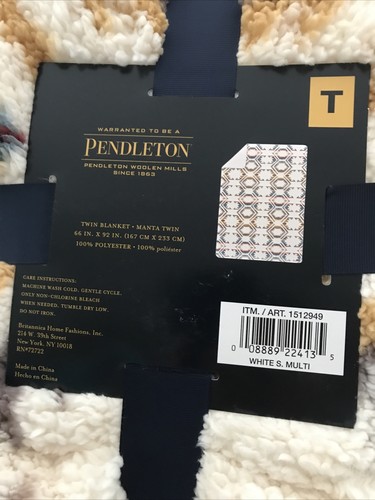 T
WARRANTED TO BE A
PENDLETON
PENDLETON WOOLEN MILLS
SINCE 1863
TWIN BLANKET • MANTA TWIN
66 IN. X 92 IN. (167 CM X 233 CM)
100% POLYESTER • 100% poliéster
CARE INSTRUCTIONS:
MACHINE WASH COLD, GENTLE CYCLE.
ONLY NON-CHLORINE BLEACH
WHEN NEEDED. TUMBLE DRY LOW.
DO NOT IRON.
Britannica Home Fashions, Inc.
214 W. 39th Street
New York, NY 10018
RN#72722
Made in China
Hecho en China
ITM. / ART. 1512949
0 08889 22413 5
WHITE S. MULTI